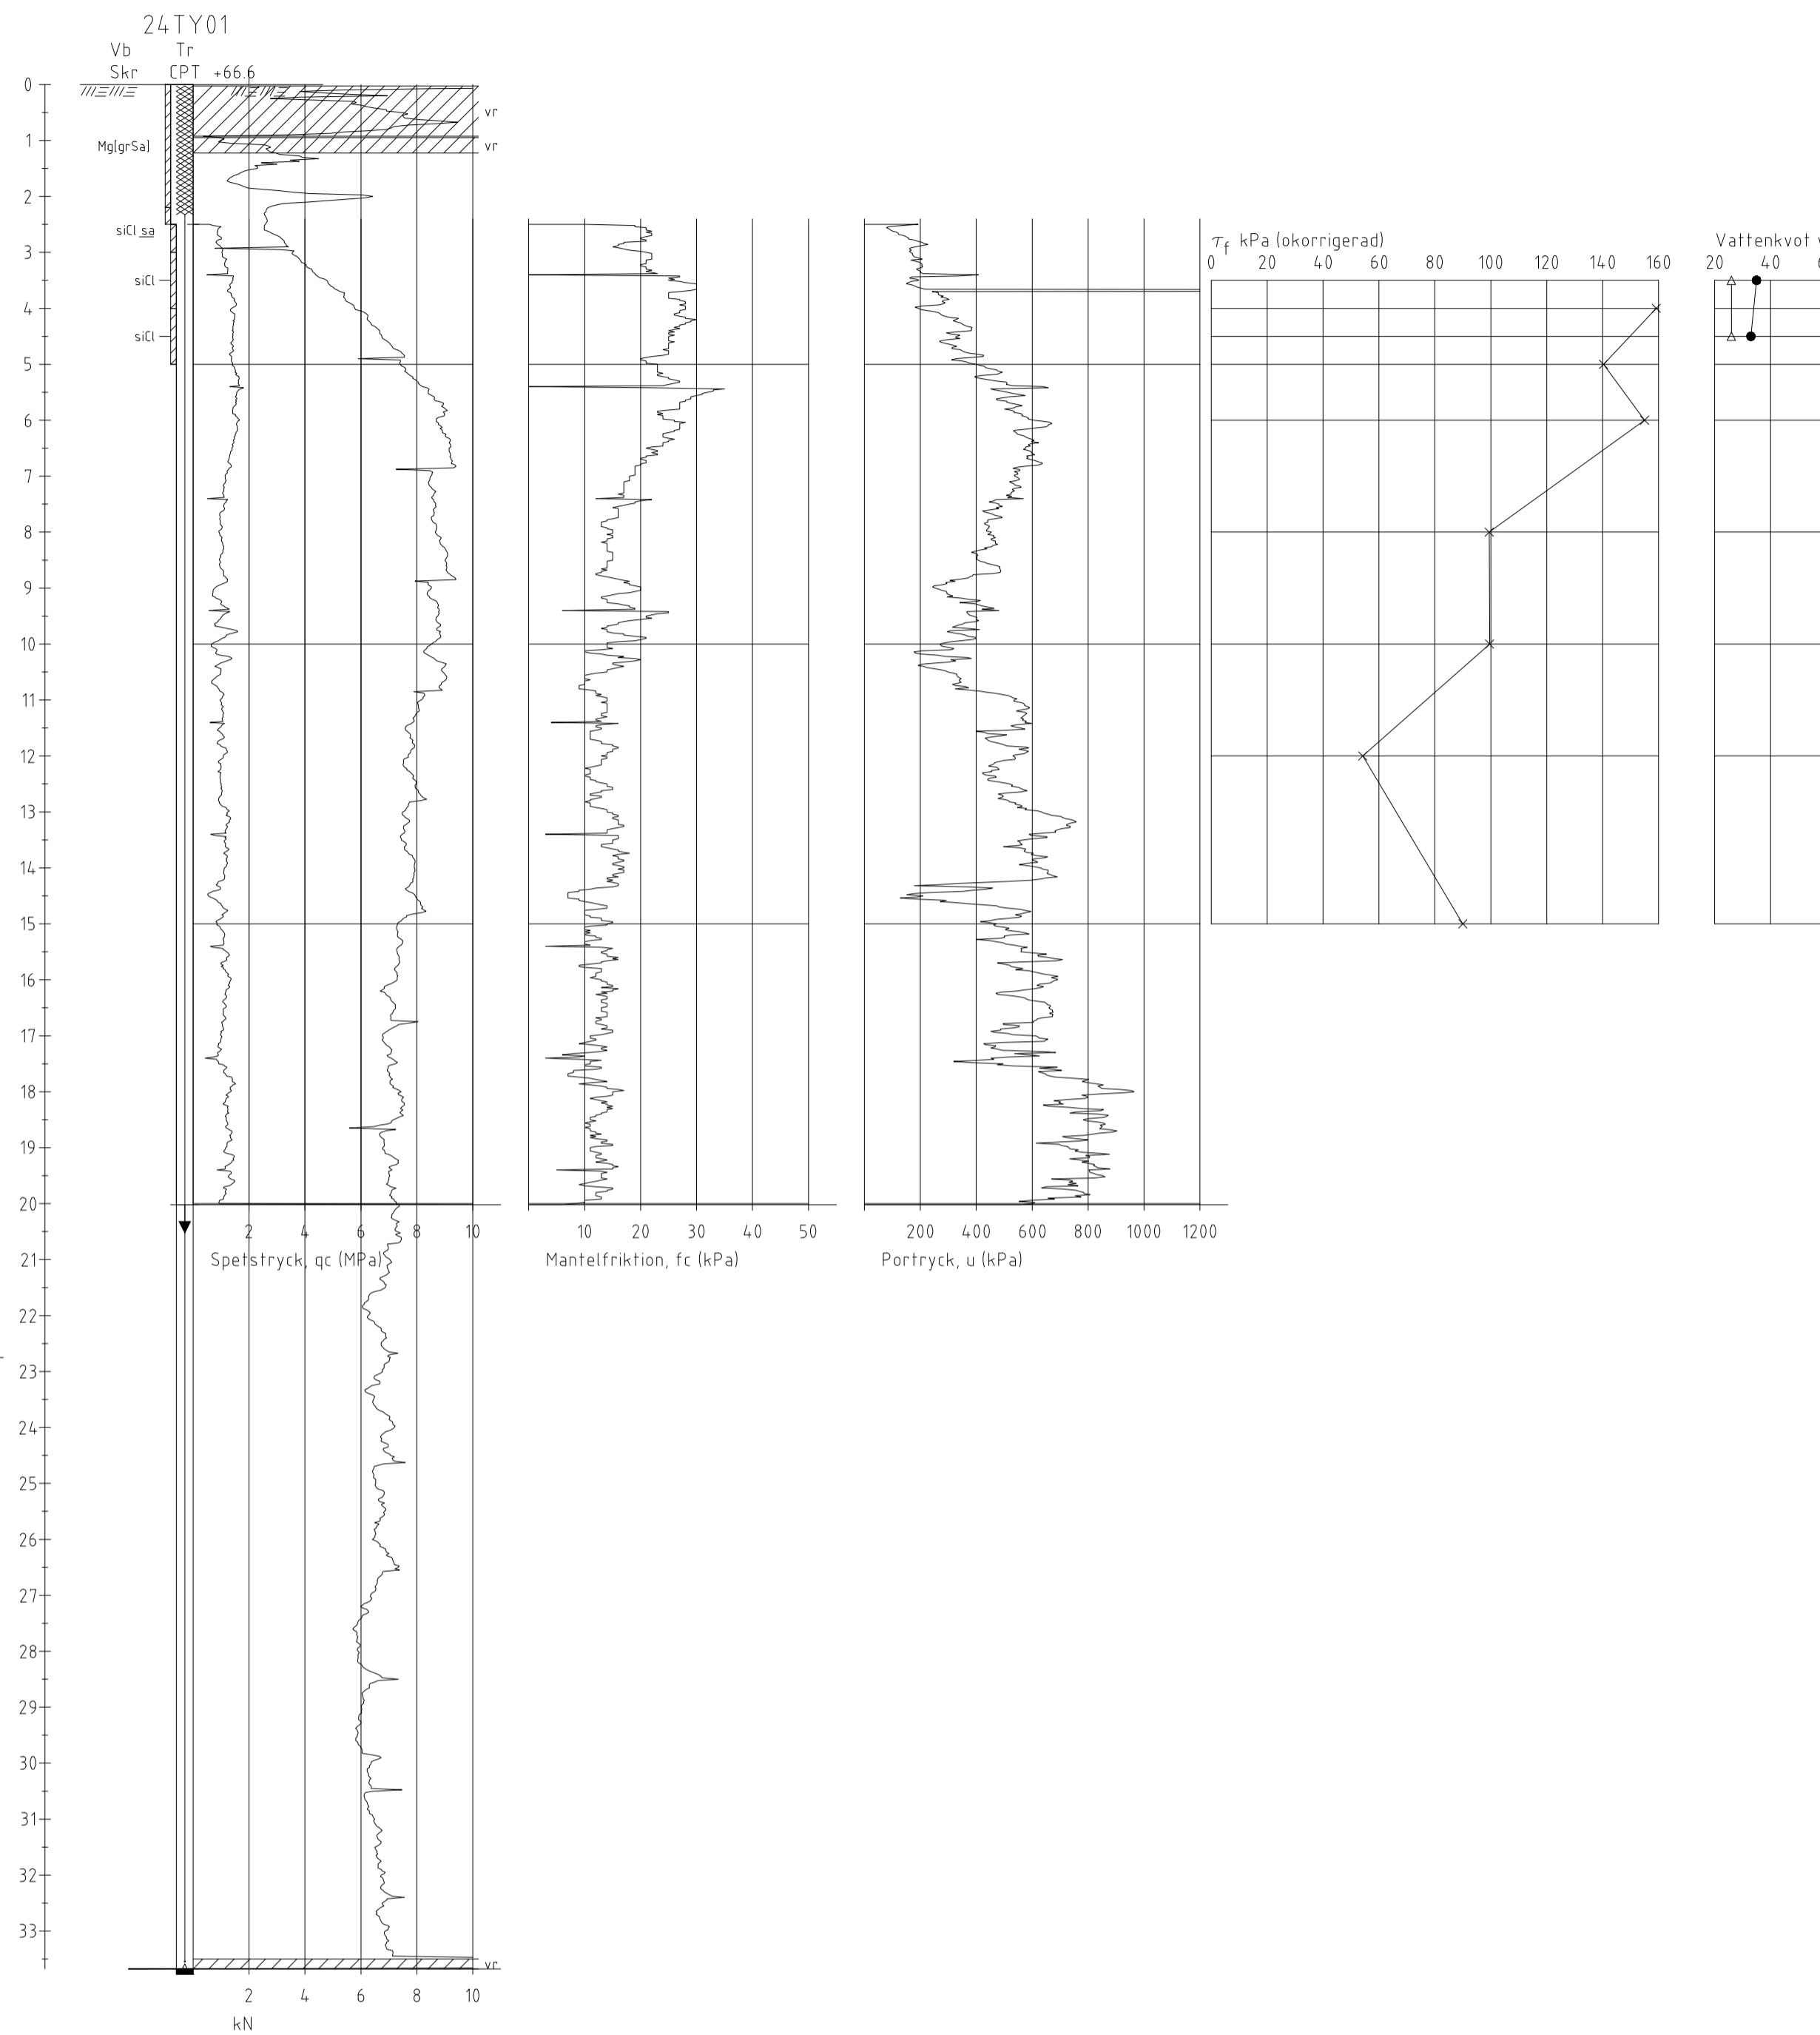 24TY01
Vb Tr
Skr CPT +66.6
0
vr
1
Mg[grSa] vr
2
siCl sa
τf kPa (okorrigerad)
Vattenkvot
0 20 40 60 80 100 120 140 160
20 40
3
siCl
4
siCl
5
6
7
8
9
10
11
12
13
14
15
16
17
18
19
20
2 4 6 8 10
10 20 30 40 50
200 400 600 800 1000 1200
Spetstryck, qc (MPa)
Mantelfriktion, fc (kPa)
Portryck, u (kPa)
21
22
23
24
25
26
27
28
29
30
31
32
33
vr
2 4 6 8 10
kN